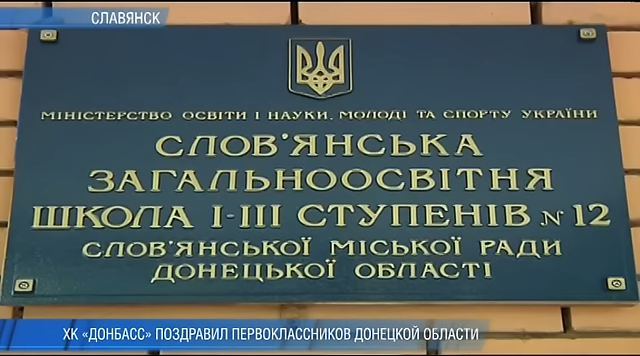 СЛАВЯНСК
МІНІСТЕРСТВО ОСВІТИ І НАУКИ, МОЛОДІ ТА СПОРТУ УКРАЇНИ
СЛОВ'ЯНСЬКА
ЗАГАЛЬНООСВІТНЯ
ШКОЛА І-ІІІ СТУПЕНІВ № 12
СЛОВ'ЯНСЬКОЇ МІСЬКОЇ РАДИ
ДОНЕЦЬКОЇ ОБЛАСТІ
ХК «ДОНБАСС» ПОЗДРАВИЛ ПЕРВОКЛАССНИКОВ ДОНЕЦКОЙ ОБЛАСТИ